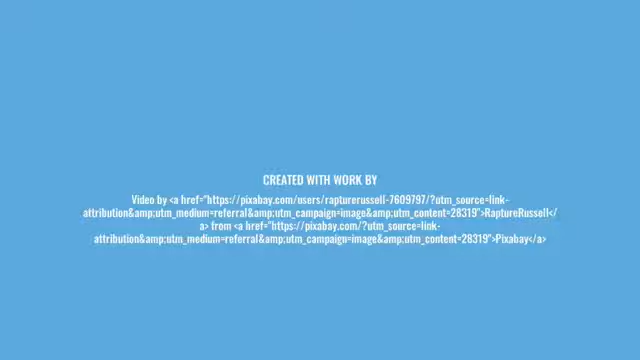 CREATED WITH WORK BY
Video by <a href="https://pixabay.com/users/rapturerussell-7609797/?utm_source=link-
attribution&amp;utm_medium=referral&amp;utm_campaign=image&amp;utm_content=28319">RaptureRussell</
a> from <a href="https://pixabay.com/?utm_source=link-
attribution&amp;utm_medium=referral&amp;utm_campaign=image&amp;utm_content=28319">Pixabay</a>